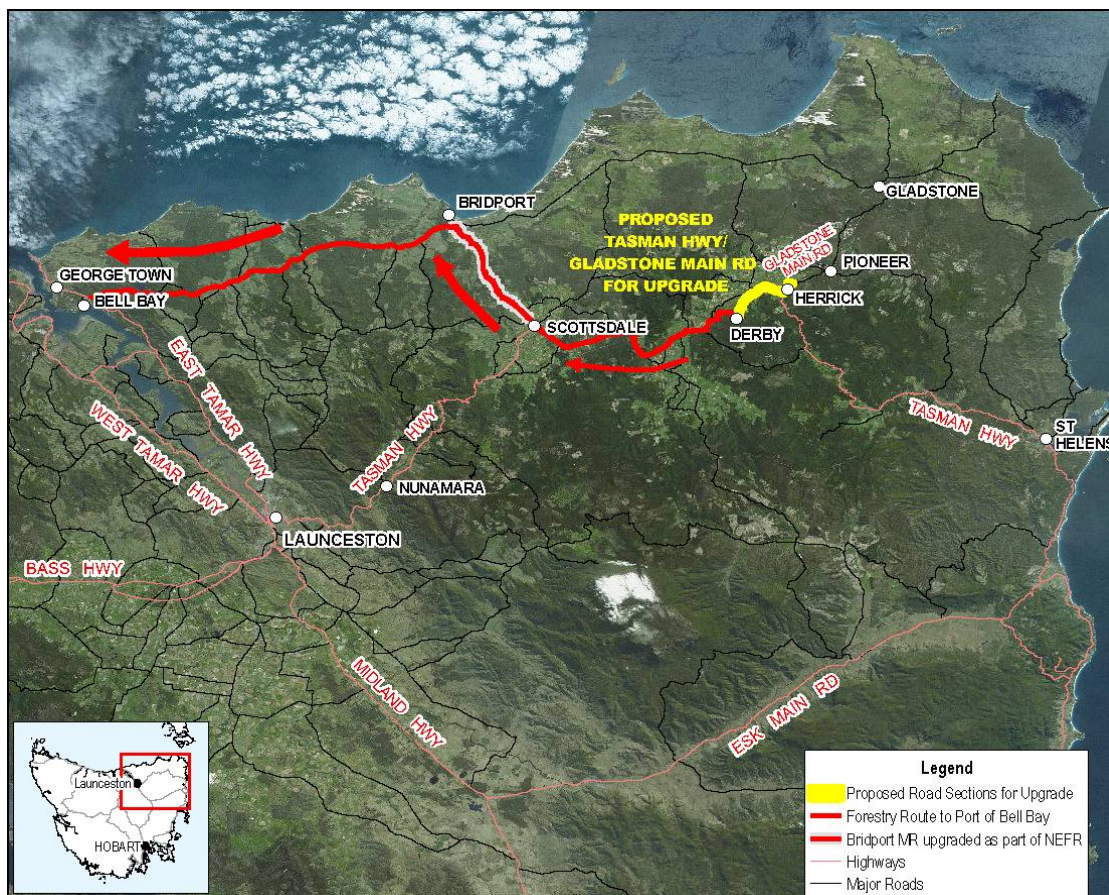 BRIDPORT
GLADSTONE
PROPOSED
TASMAN HWY/
GLADSTONE MAIN RD
FOR UPGRADE
GLADSTONE
MAIN RD
PIONEER
GEORGE TOWN
BELL BAY
HERRICK
SCOTTSDALE
DERBY
EAST TAMAR HWY
WEST TAMAR HWY
TASMAN HWY
TASMAN HWY
ST
HELENS
NUNAMARA
LAUNCESTON
BASS HWY
MIDLAND HWY
ESK MAIN RD
Launceston
HOBART
Legend
Proposed Road Sections for Upgrade
Forestry Route to Port of Bell Bay
Bridport MR upgraded as part of NEFR
Highways
Major Roads